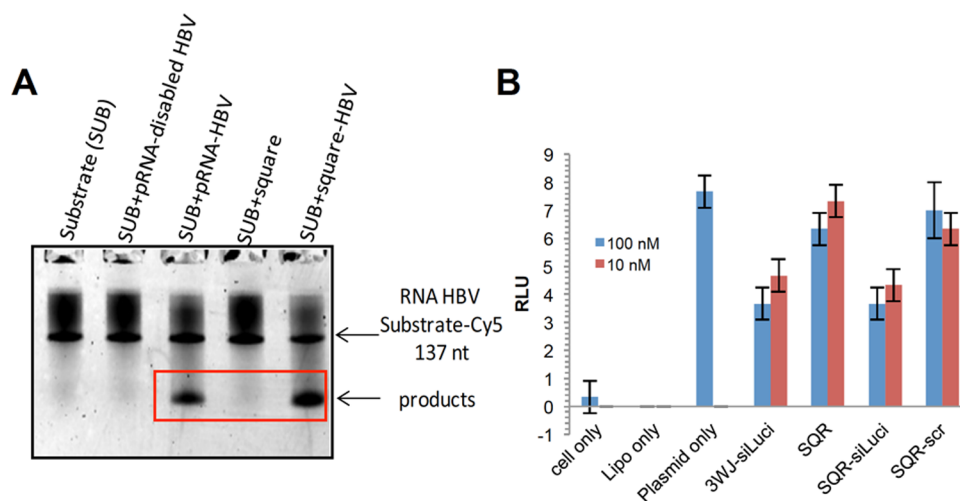 A
Substrate (SUB)
SUB+pRNA-disabled HBV
SUB+pRNA-HBV
SUB+square
SUB+square-HBV
RNA HBV
Substrate-Cy5
137 nt
products
B
9
8
7
6
5
4
3
2
1
0
-1
RLU
100 nM
10 nM
cell only
Lipo only
Plasmid only
3WJ-siLuci
SQR
SQR-siLuci
SQR-scr